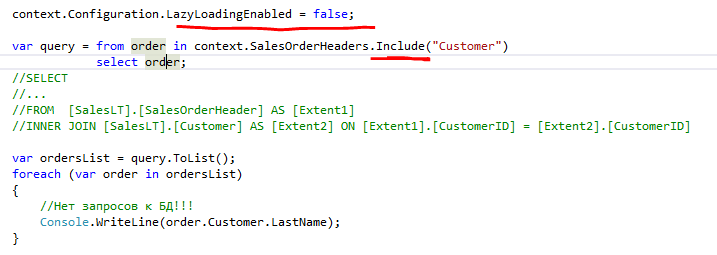 context.Configuration.LazyLoadingEnabled = false;
var query = from order in context.SalesOrderHeaders.Include("Customer")
select order;
//SELECT
//...
//FROM  [SalesLT].[SalesOrderHeader] AS [Extent1]
//INNER JOIN [SalesLT].[Customer] AS [Extent2] ON [Extent1].[CustomerID] = [Extent2].[CustomerID]
var ordersList = query.ToList();
foreach (var order in ordersList)
{
//Нет запросов к БД!!!
Console.WriteLine(order.Customer.LastName);
}